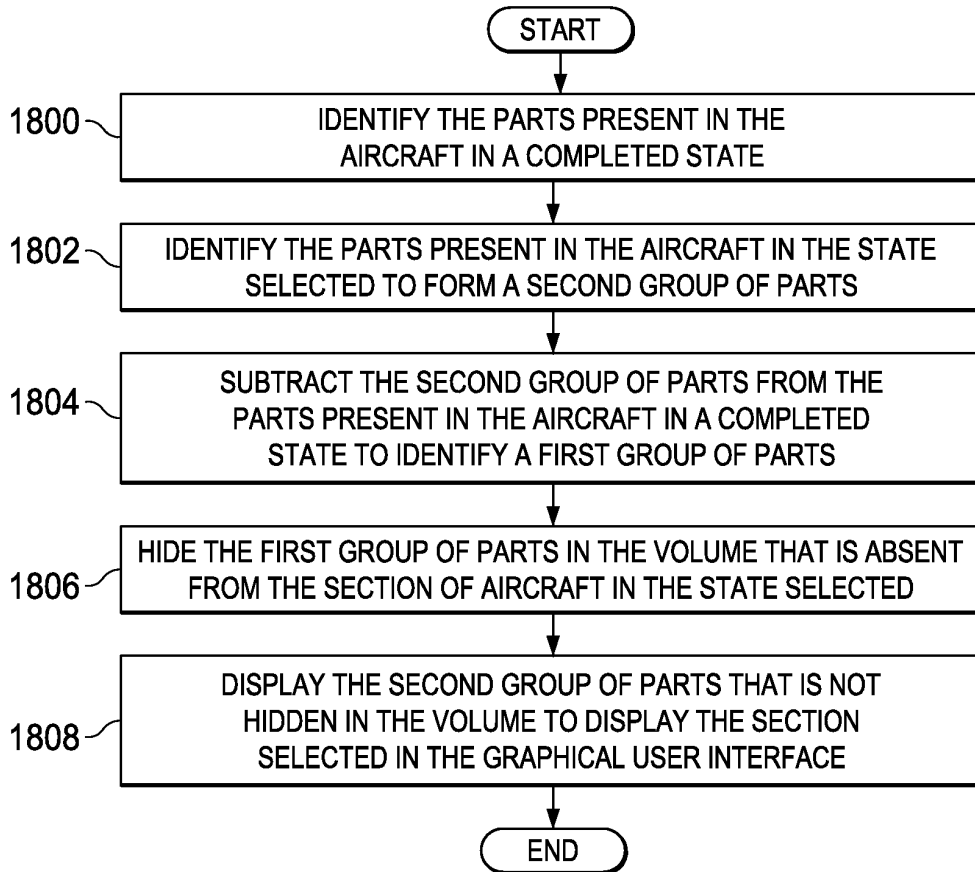 START
1800
IDENTIFY THE PARTS PRESENT IN THE
AIRCRAFT IN A COMPLETED STATE
1802
IDENTIFY THE PARTS PRESENT IN THE AIRCRAFT IN THE STATE
SELECTED TO FORM A SECOND GROUP OF PARTS
1804
SUBTRACT THE SECOND GROUP OF PARTS FROM THE
PARTS PRESENT IN THE AIRCRAFT IN A COMPLETED
STATE TO IDENTIFY A FIRST GROUP OF PARTS
1806
HIDE THE FIRST GROUP OF PARTS IN THE VOLUME THAT IS ABSENT
FROM THE SECTION OF AIRCRAFT IN THE STATE SELECTED
1808
DISPLAY THE SECOND GROUP OF PARTS THAT IS NOT
HIDDEN IN THE VOLUME TO DISPLAY THE SECTION
SELECTED IN THE GRAPHICAL USER INTERFACE
END